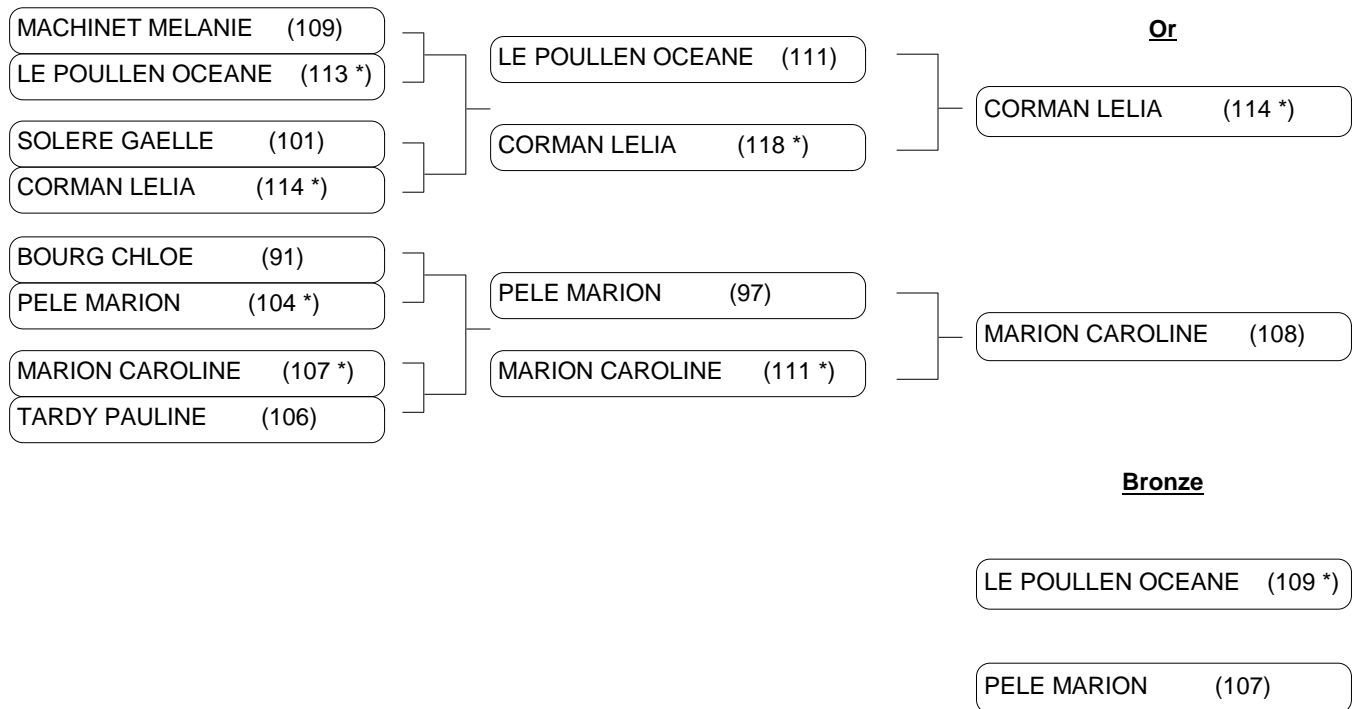 MACHINET MELANIE (109)
LE POULLEN OCEANE (113 *)
SOLERE GAELLE (101)
CORMAN LELIA (114 *)
BOURG CHLOE (91)
PELE MARION (104 *)
MARION CAROLINE (107 *)
TARDY PAULINE (106)
LE POULLEN OCEANE (111)
CORMAN LELIA (118 *)
PELE MARION (97)
MARION CAROLINE (111 *)
Or
CORMAN LELIA (114 *)
MARION CAROLINE (108)
Bronze
LE POULLEN OCEANE (109 *)
PELE MARION (107)